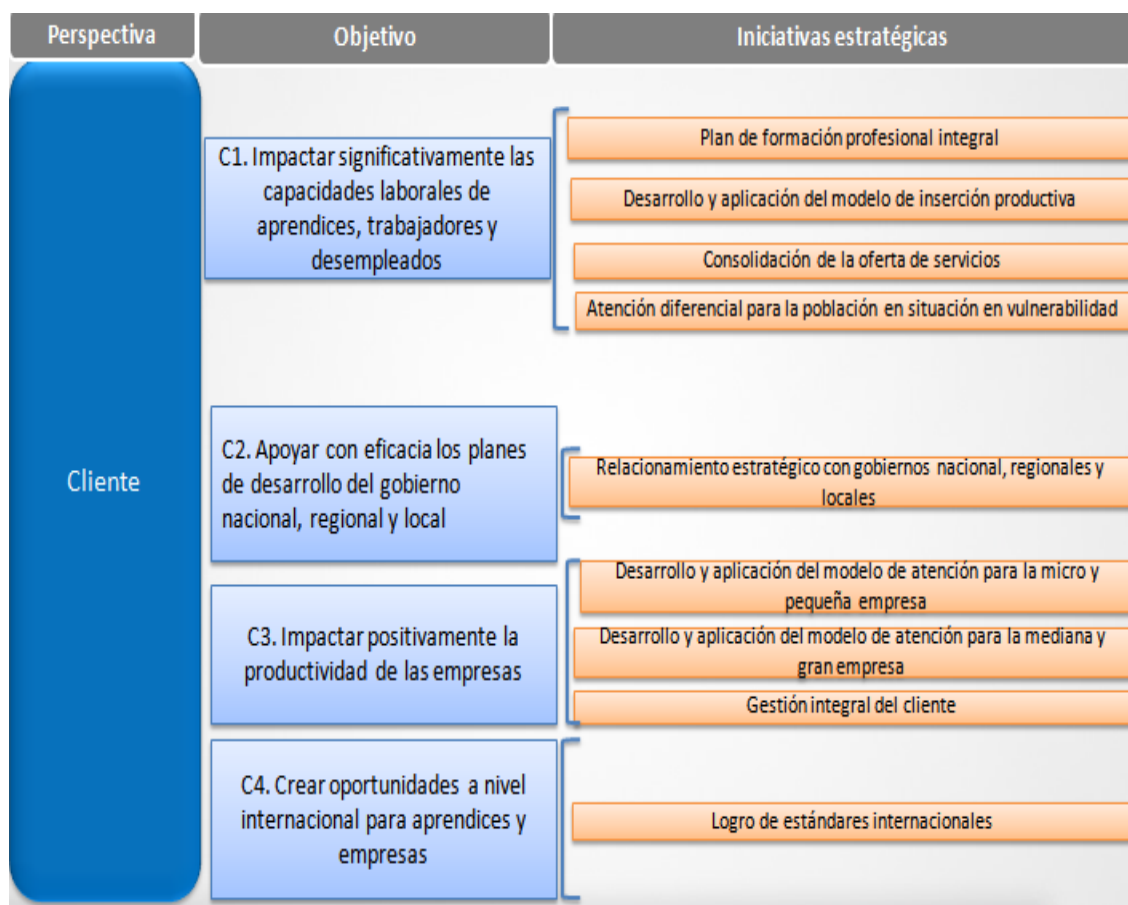 Perspectiva
Objetivo
Iniciativas estratégicas
Cliente
C1. Impactar significativamente las
capacidades laborales de
aprendices, trabajadores y
desempleados
Plan de formación profesional integral
Desarrollo y aplicación del modelo de inserción productiva
Consolidación de la oferta de servicios
Atención diferencial para la población en situación en vulnerabilidad
C2. Apoyar con eficacia los planes
de desarrollo del gobierno
nacional, regional y local
Relacionamiento estratégico con gobiernos nacional, regionales y
locales
C3. Impactar positivamente la
productividad de las empresas
Desarrollo y aplicación del modelo de atención para la micro y
pequeña empresa
Desarrollo y aplicación del modelo de atención para la mediana y
gran empresa
Gestión integral del cliente
C4. Crear oportunidades a nivel
internacional para aprendices y
empresas
Logro de estándares internacionales